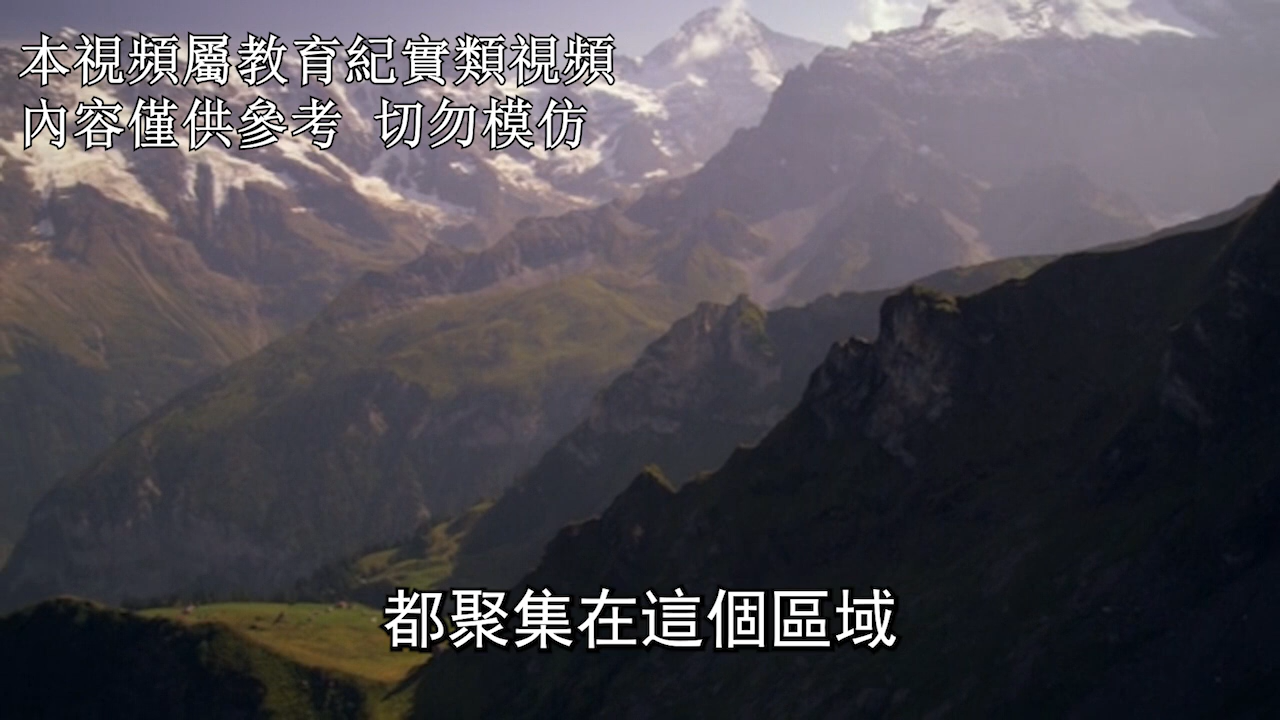 本視頻屬教育紀實類視頻
內容僅供參考 切勿模仿
都聚集在這個區域